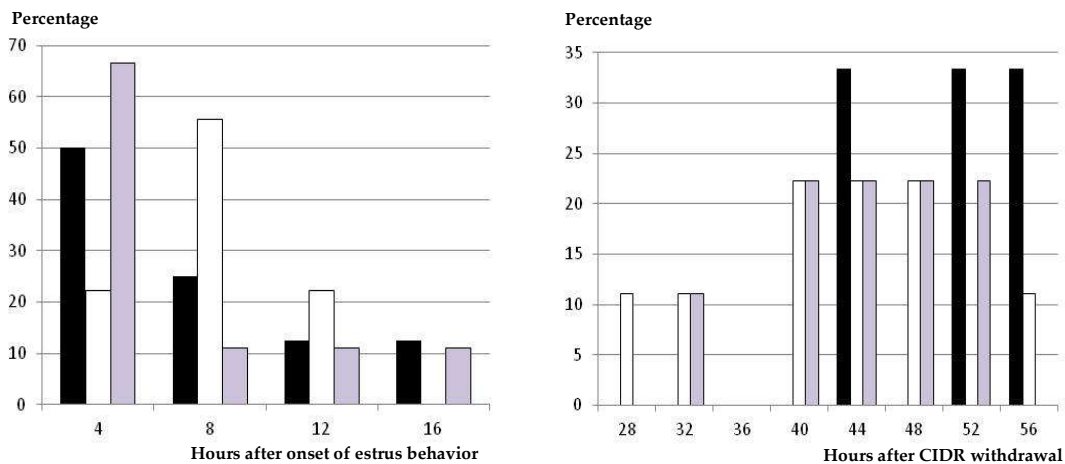 Percentage
70
60
50
40
30
20
10
0
4 8 12 16
Hours after onset of estrus behavior
Percentage
35
30
25
20
15
10
5
0
28 32 36 40 44 48 52 56
Hours after CIDR withdrawal